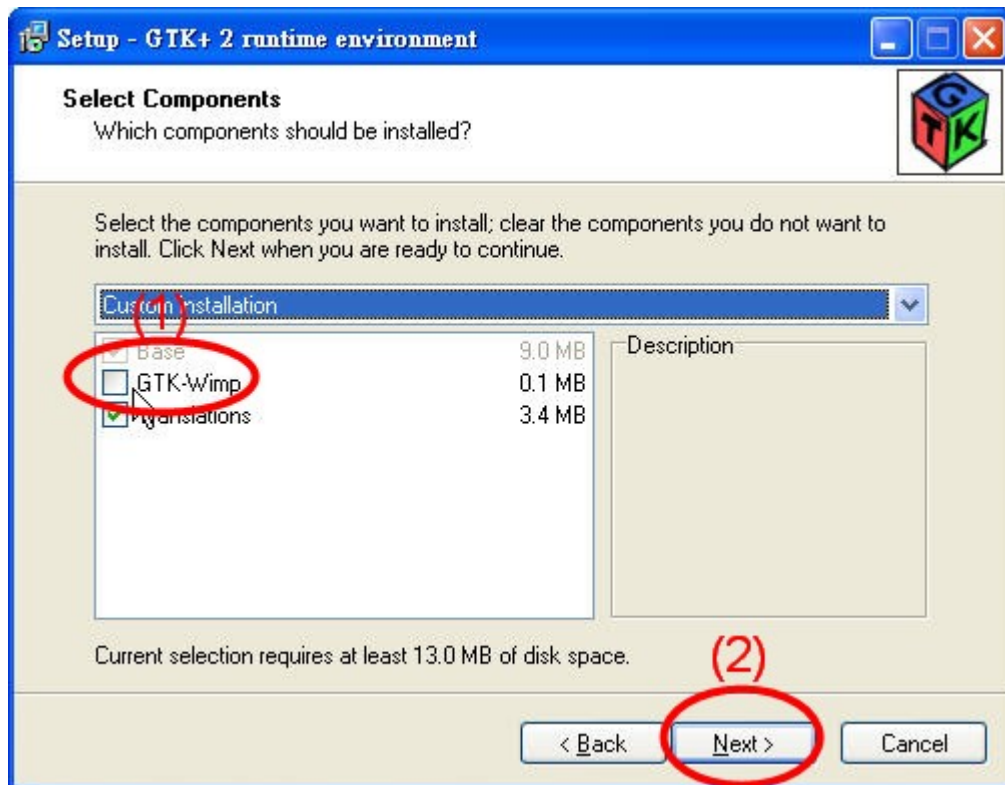 Setup - GTK+ 2 runtime environment
Select Components
Which components should be installed?
GTK
Select the components you want to install; clear the components you do not want to
install. Click Next when you are ready to continue.
Custom Installation
(1)
Base 9.0 MB
GTK-Wimp 0.1 MB
Translations 3.4 MB
Description
Current selection requires at least 13.0 MB of disk space.
(2)
< Back Next > Cancel